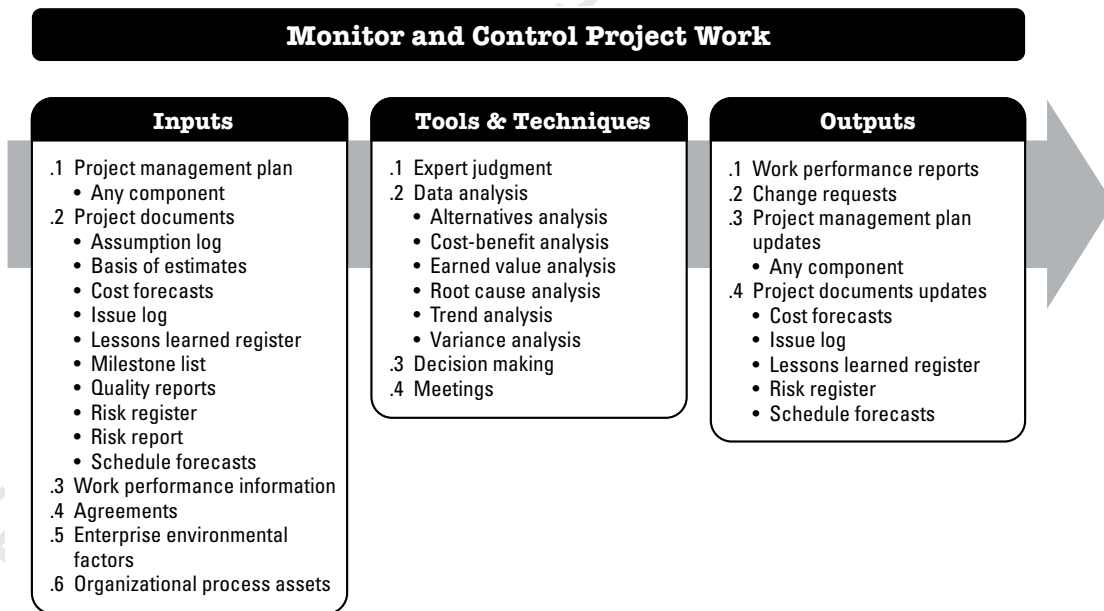 Monitor and Control Project Work
Inputs
.1 Project management plan
• Any component
.2 Project documents
• Assumption log
• Basis of estimates
• Cost forecasts
• Issue log
• Lessons learned register
• Milestone list
• Quality reports
• Risk register
• Risk report
• Schedule forecasts
.3 Work performance information
.4 Agreements
.5 Enterprise environmental
factors
.6 Organizational process assets
Tools & Techniques
.1 Expert judgment
.2 Data analysis
• Alternatives analysis
• Cost-benefit analysis
• Earned value analysis
• Root cause analysis
• Trend analysis
• Variance analysis
.3 Decision making
.4 Meetings
Outputs
.1 Work performance reports
.2 Change requests
.3 Project management plan
updates
• Any component
.4 Project documents updates
• Cost forecasts
• Issue log
• Lessons learned register
• Risk register
• Schedule forecasts